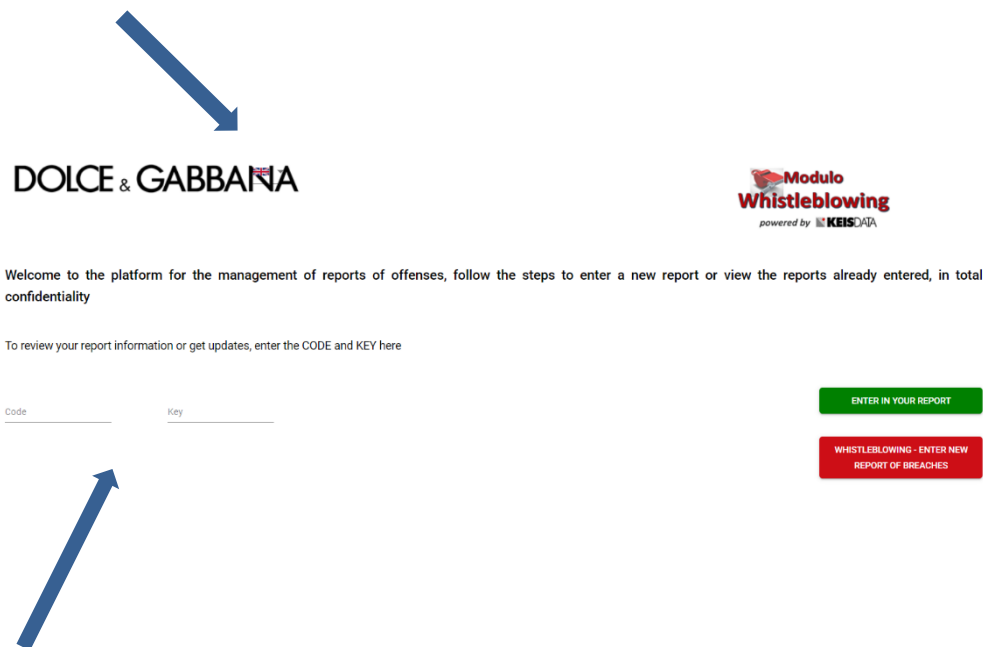 DOLCE & GABBANA
Modulo
Whistleblowing
powered by KEISDATA
Welcome to the platform for the management of reports of offenses, follow the steps to enter a new report or view the reports already entered, in total
confidentiality
To review your report information or get updates, enter the CODE and KEY here
Code Key
ENTER IN YOUR REPORT
WHISTLEBLOWING - ENTER NEW
REPORT OF BREACHES